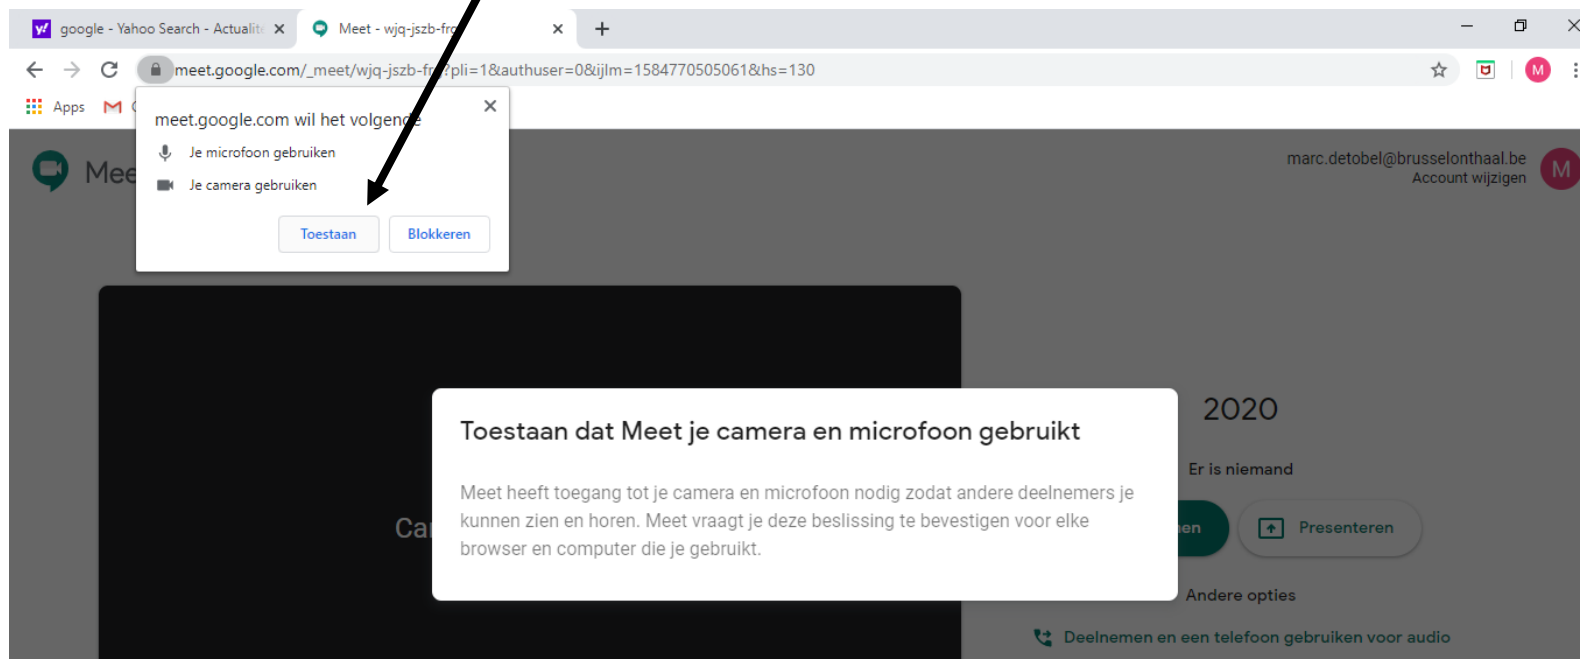 google - Yahoo Search - Actualité
Meet - wjq-jszb-frq
meet.google.com/_meet/wjq-jszb-frq?pli=1&authuser=0&ijlm=1584770505061&hs=130
M
Apps
meet.google.com wil het volgende
Je microfoon gebruiken
Je camera gebruiken
Toestaan Blokkeren
Mee
marc.detobel@brusselonthaal.be
Account wijzigen
M
Toestaan dat Meet je camera en microfoon gebruikt
Meet heeft toegang tot je camera en microfoon nodig zodat andere deelnemers je
kunnen zien en horen. Meet vraagt je deze beslissing te bevestigen voor elke
browser en computer die je gebruikt.
2020
Er is niemand
Presenteren
Andere opties
Deelnemen en een telefoon gebruiken voor audio